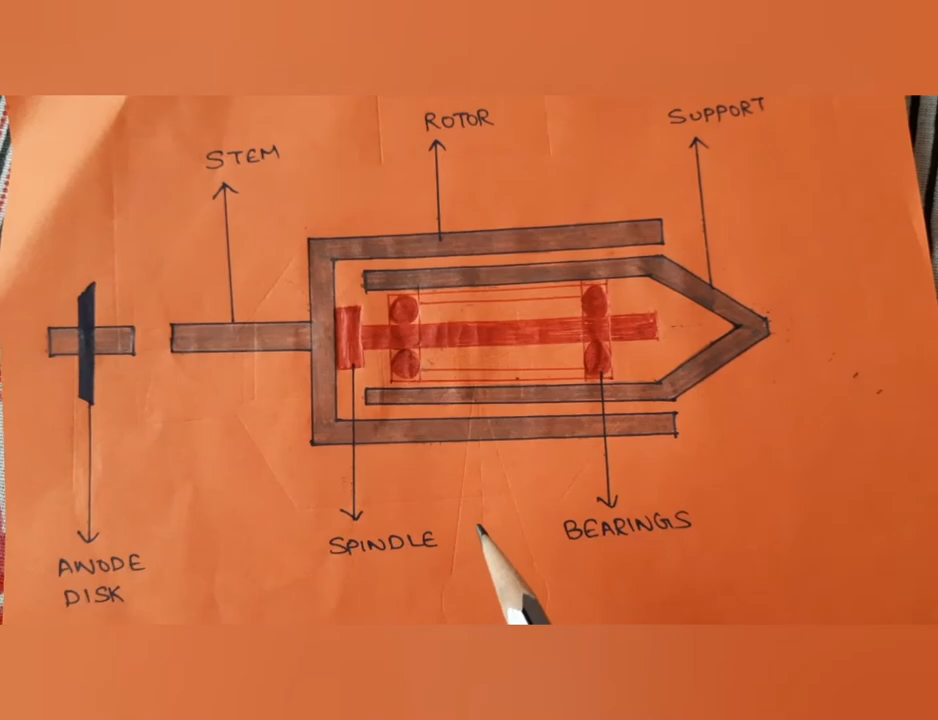 ROTOR
SUPPORT
STEM
SPINDLE
BEARINGS
ANODE
DISK